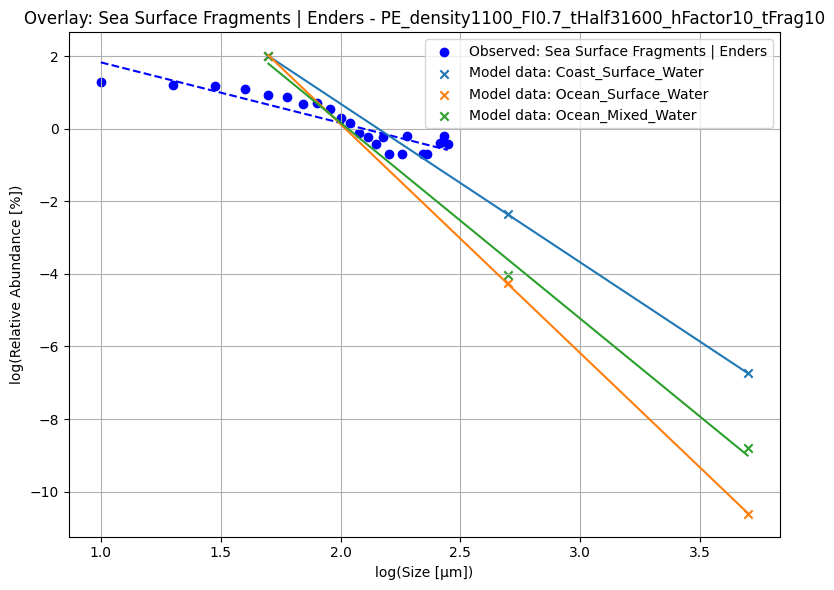 Overlay: Sea Surface Fragments | Enders - PE_density1100_FI0.7_tHalf31600_hFactor10_tFrag10
Observed: Sea Surface Fragments | Enders
Model data: Coast_Surface_Water
Model data: Ocean_Surface_Water
Model data: Ocean_Mixed_Water
log(Relative Abundance [%])
2
0
−2
−4
−6
−8
−10
1.0 1.5 2.0 2.5 3.0 3.5
log(Size [μm])